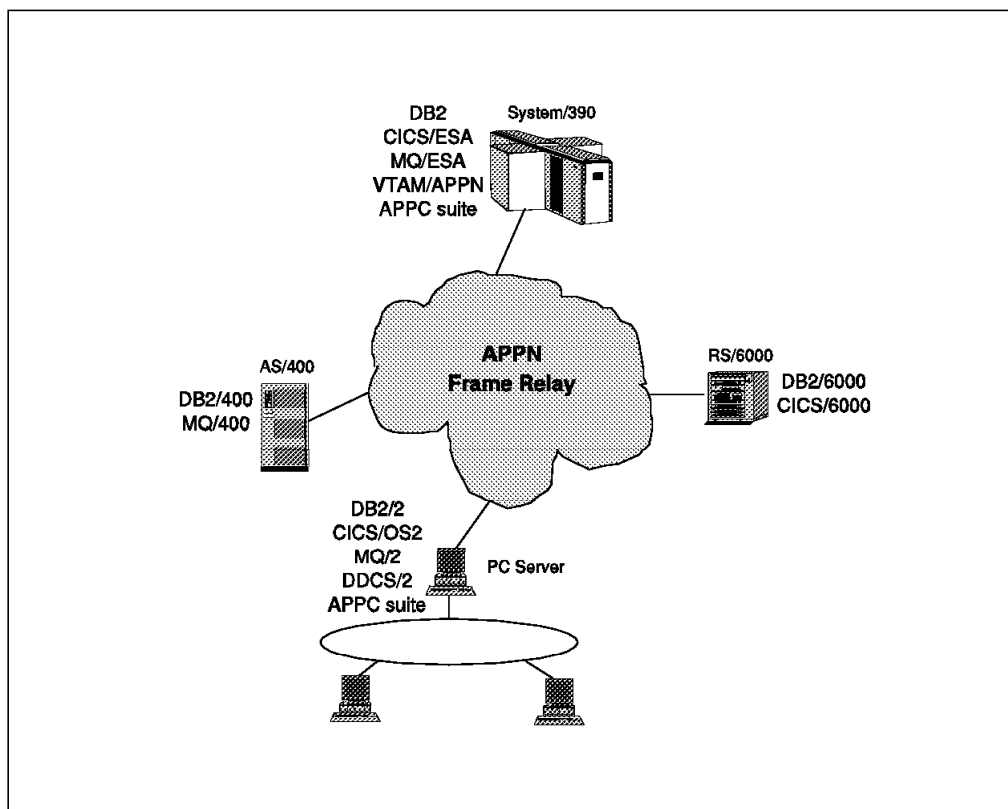 DB2
CICS/ESA
MQ/ESA
VTAM/APPN
APPC suite
System/390
APPN
Frame Relay
AS/400
DB2/400
MQ/400
RS/6000
DB2/6000
CICS/6000
DB2/2
CICS/OS2
MQ/2
DDCS/2
APPC suite
PC Server